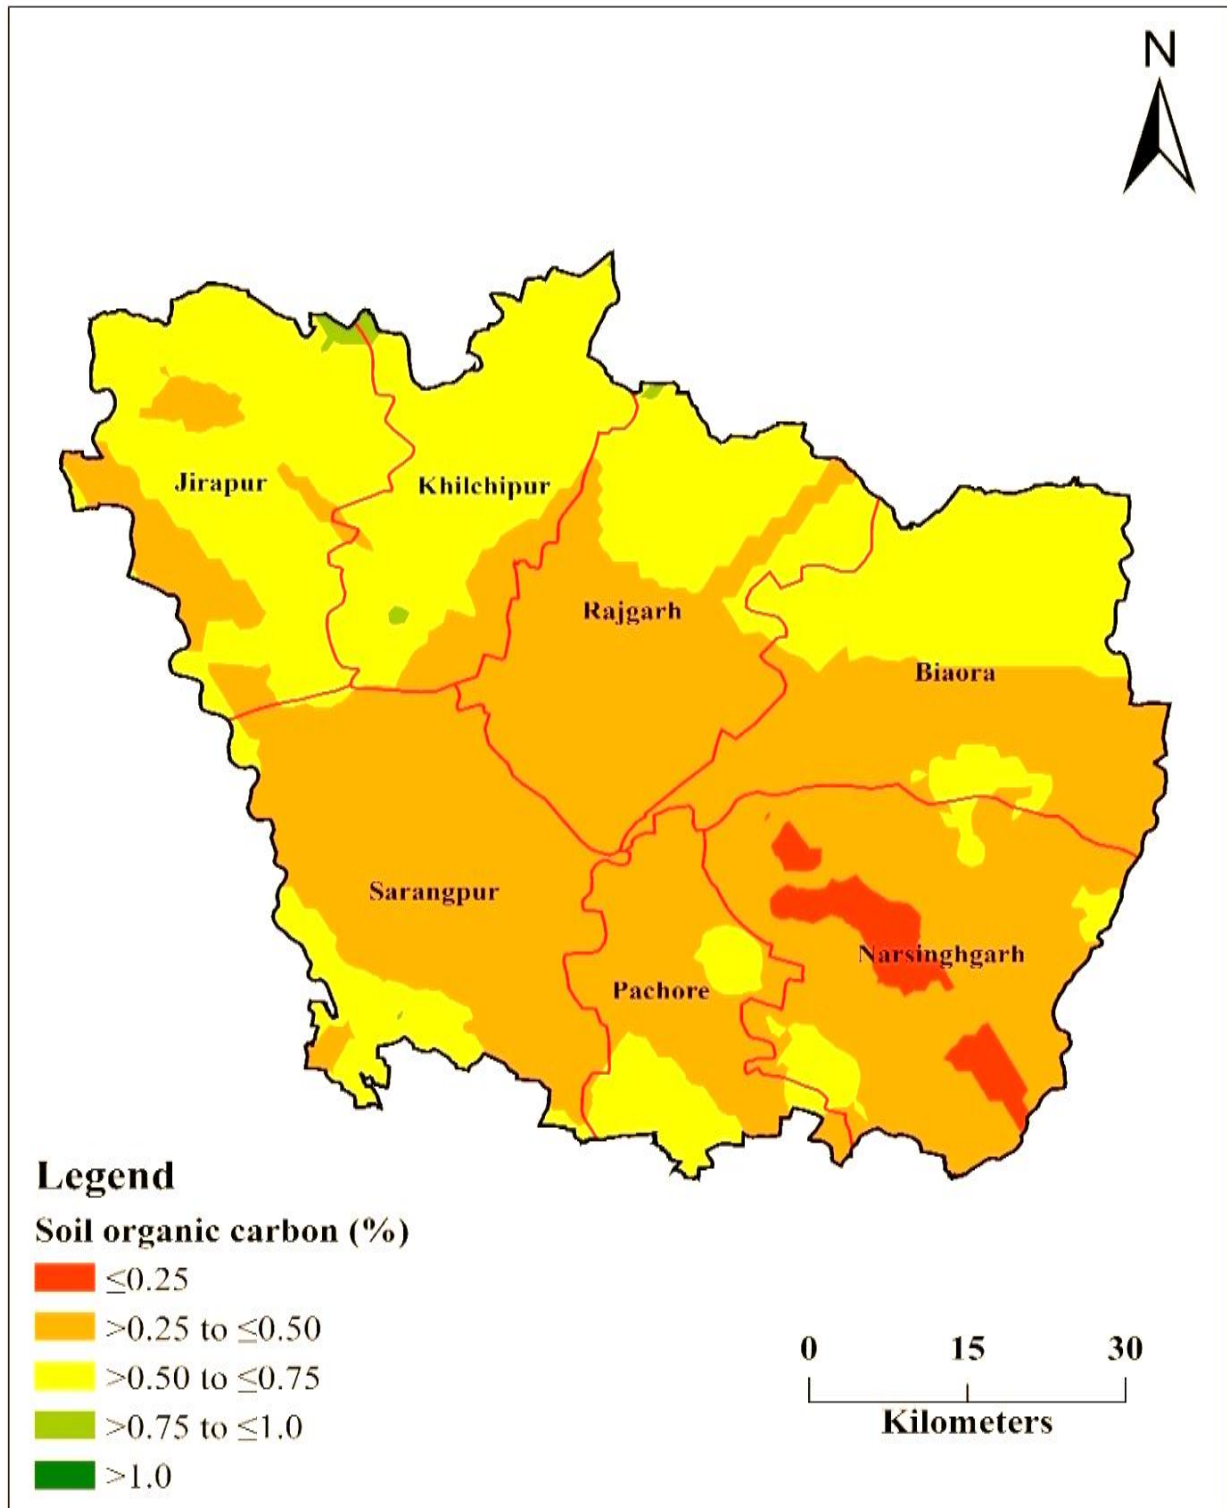 N
Jirapur
Khilchipur
Rajgarh
Biaora
Sarangpur
Narsinghgarh
Pachore
Legend
Soil organic carbon (%)
≤0.25
>0.25 to ≤0.50
>0.50 to ≤0.75
>0.75 to ≤1.0
>1.0
0 15 30
Kilometers